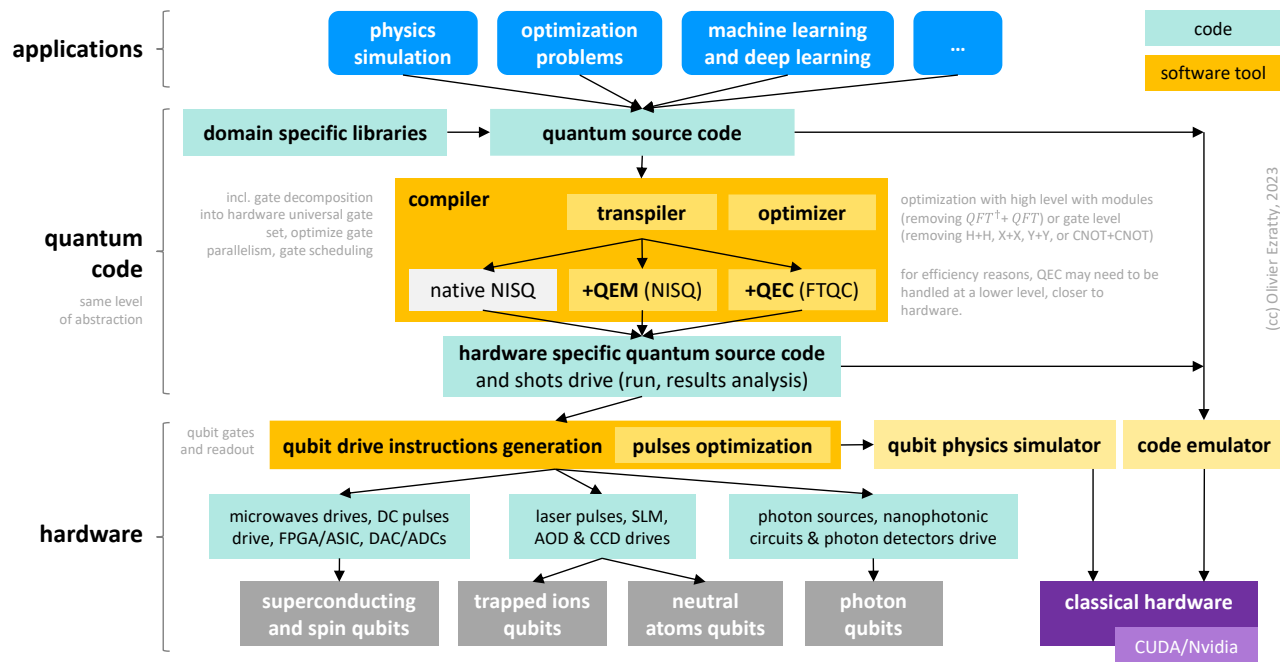 applications
physics
simulation
optimization
problems
machine learning
and deep learning
...
code
software tool
domain specific libraries
quantum source code
quantum
code
same level
of abstraction
incl. gate decomposition
into hardware universal gate
set, optimize gate
parallelism, gate scheduling
compiler
transpiler
optimizer
native NISQ
+QEM (NISQ)
+QEC (FTQC)
optimization with high level with modules
(removing QFT†+ QFT) or gate level
(removing H+H, X+X, Y+Y, or CNOT+CNOT)
for efficiency reasons, QEC may need to be
handled at a lower level, closer to
hardware.
(cc) Olivier Ezratty, 2023
hardware specific quantum source code
and shots drive (run, results analysis)
hardware
qubit gates
and readout
qubit drive instructions generation
pulses optimization
qubit physics simulator
code emulator
microwaves drives, DC pulses
drive, FPGA/ASIC, DAC/ADCs
laser pulses, SLM,
AOD & CCD drives
photon sources, nanophotonic
circuits & photon detectors drive
superconducting
and spin qubits
trapped ions
qubits
neutral
atoms qubits
photon
qubits
classical hardware
CUDA/Nvidia